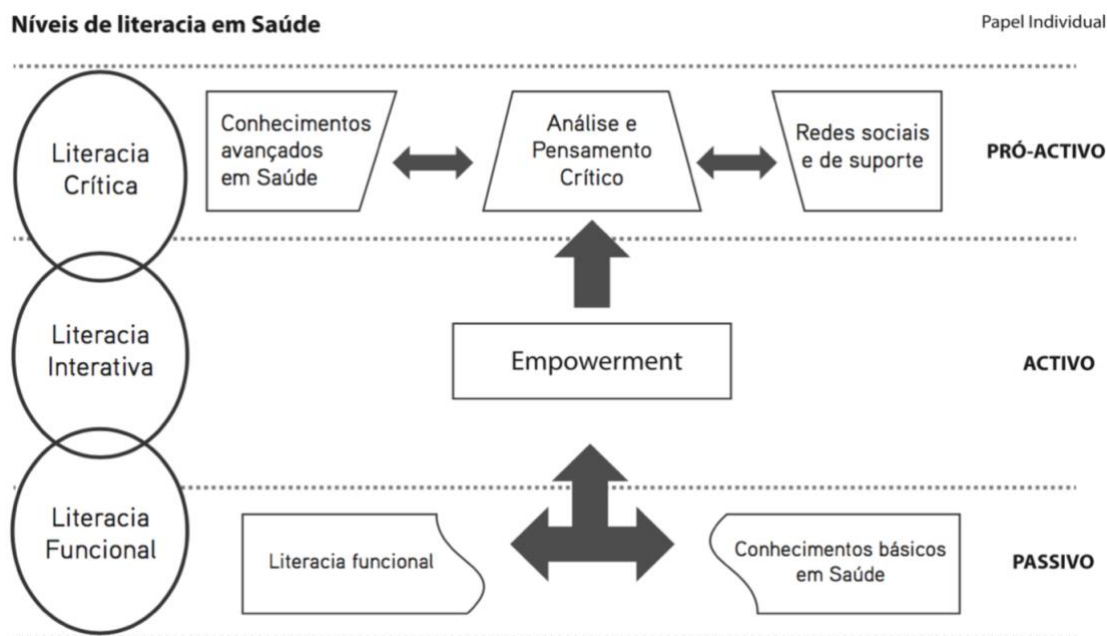 Níveis de literacia em Saúde
Papel Individual
Literacia
Crítica
Conhecimentos
avançados
em Saúde
Análise e
Pensamento
Crítico
Redes sociais
e de suporte
PRÓ-ACTIVO
Literacia
Interativa
Empowerment
ACTIVO
Literacia
Funcional
Literacia funcional
Conhecimentos básicos
em Saúde
PASSIVO